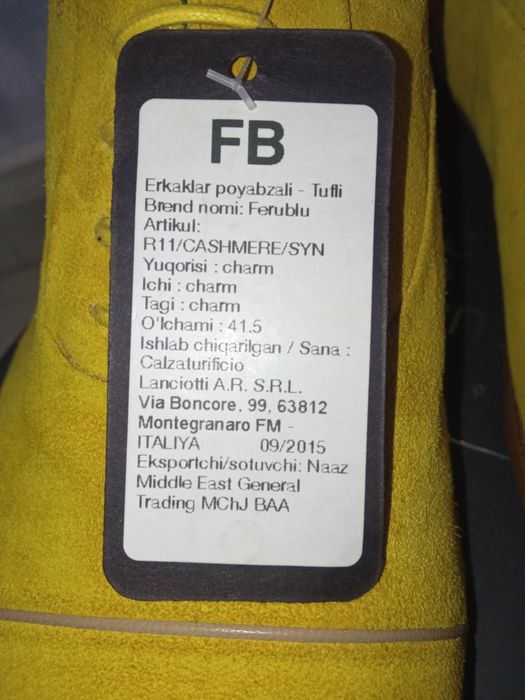 FB
Erkaklar poyabzali - Tufli
Brend nomi: Ferublu
Artikul:
R11/CASHMERE/SYN
Yuqorisi : charm
Ichi : charm
Tagi : charm
O'lchami : 41.5
Ishlab chiqarilgan / Sana :
Calzaturificio
Lanciotti A.R. S.R.L.
Via Boncore, 99, 63812
Montegranaro FM -
ITALIYA 09/2015
Eksportchi/sotuvchi: Naaz
Middle East General
Trading MChJ BAA